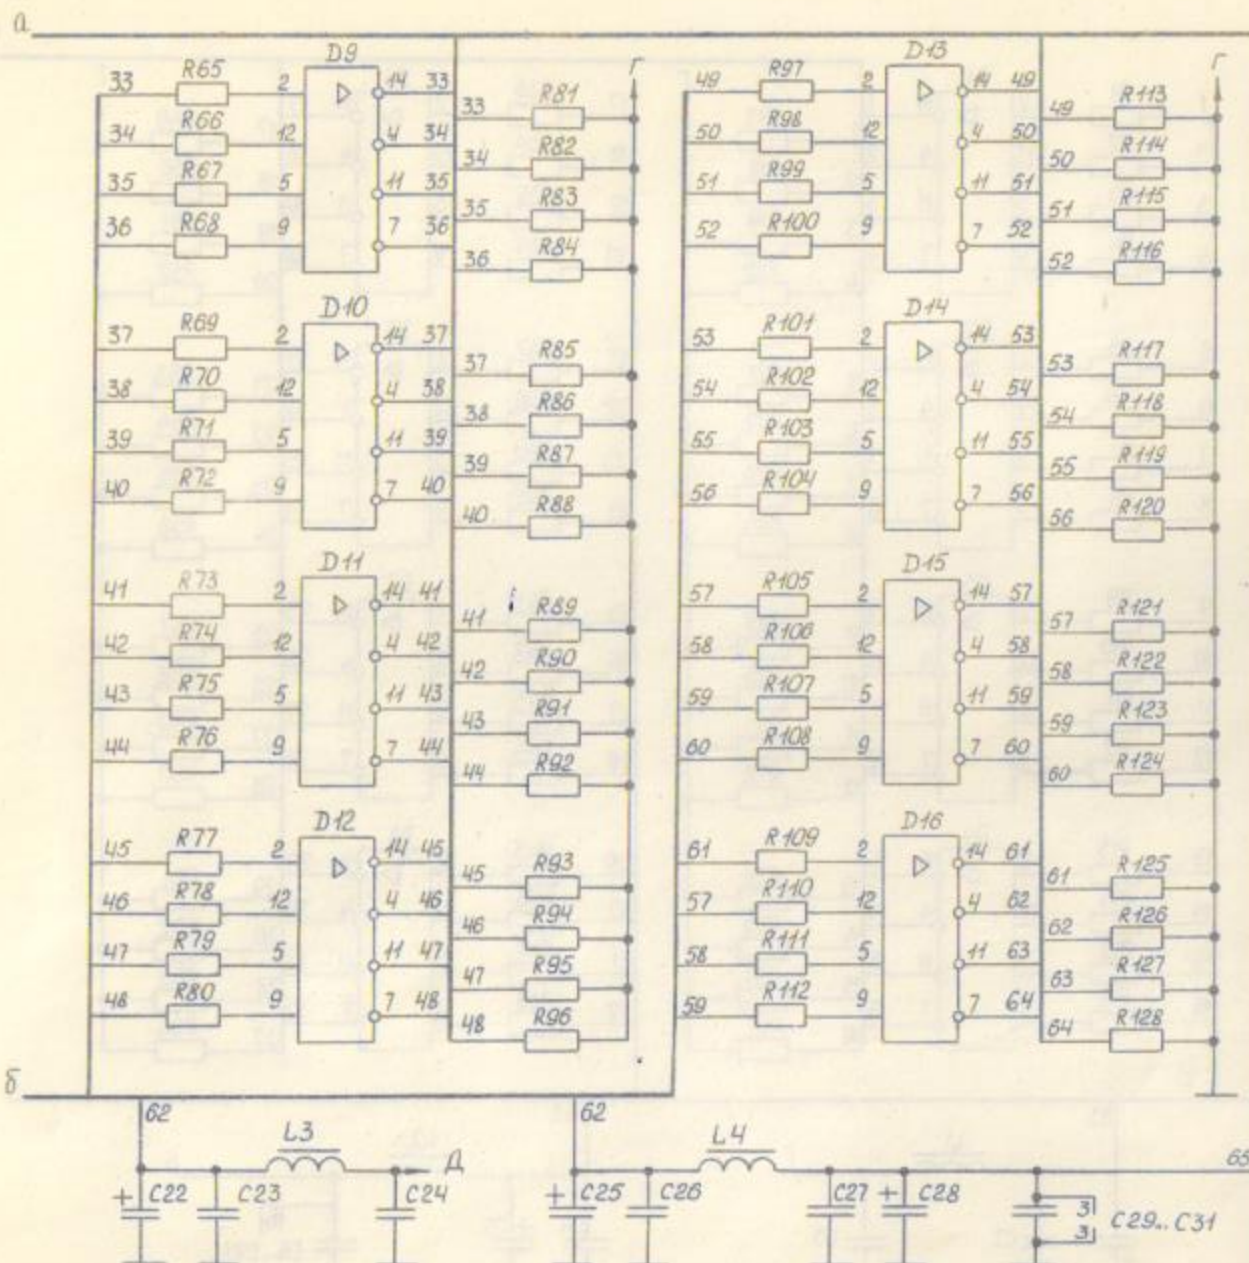 а
D9
D13
33 R65 2 14 33
33 R81
г
34 R66 12 4 34
34 R82
35 R67 5 11 35
35 R83
36 R68 9 7 36
36 R84
49 R97 2 14 49
49 R113
г
50 R98 12 4 50
50 R114
51 R99 5 11 51
51 R115
52 R100 9 7 52
52 R116
D10
D14
37 R69 2 14 37
37 R85
38 R70 12 4 38
38 R86
39 R71 5 11 39
39 R87
40 R72 9 7 40
40 R88
53 R101 2 14 53
53 R117
54 R102 12 4 54
54 R118
55 R103 5 11 55
55 R119
56 R104 9 7 56
56 R120
D11
D15
41 R73 2 14 41
41 R89
42 R74 12 4 42
42 R90
43 R75 5 11 43
43 R91
44 R76 9 7 44
44 R92
57 R105 2 14 57
57 R121
58 R106 12 4 58
58 R122
59 R107 5 11 59
59 R123
60 R108 9 7 60
60 R124
D12
D16
45 R77 2 14 45
45 R93
46 R78 12 4 46
46 R94
47 R79 5 11 47
47 R95
48 R80 9 7 48
48 R96
61 R109 2 14 61
61 R125
57 R110 12 4 62
62 R126
58 R111 5 11 63
63 R127
59 R112 9 7 64
64 R128
б
62
62
L3
L4
Д
65
+ C22 C23 C24
+ C25 C26 C27 + C28
3
3
C29...C31